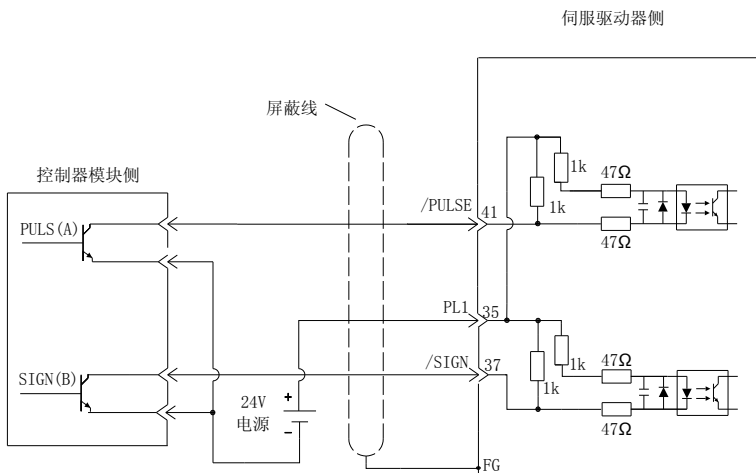 伺服驱动器侧
屏蔽线
控制器模块侧
1k
47Ω
/PULSE
41
1k
PULS(A)
47Ω
PL1
35
47Ω
/SIGN
37
1k
SIGN(B)
1k
24V
+
电源
-
47Ω
FG